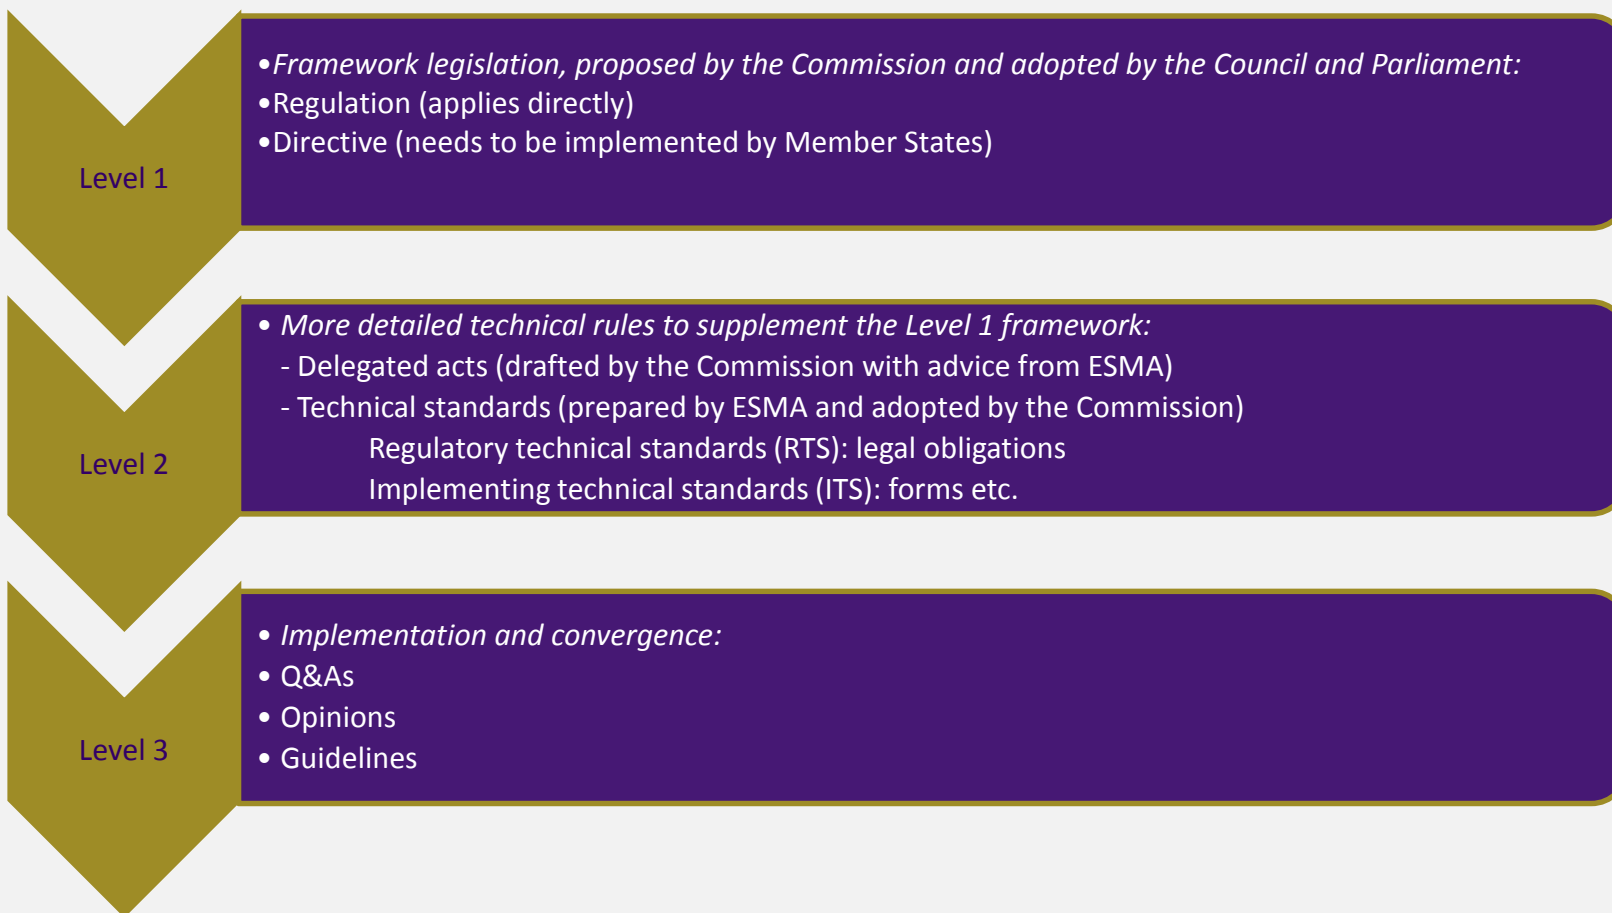 Level 1
•Framework legislation, proposed by the Commission and adopted by the Council and Parliament:
•Regulation (applies directly)
•Directive (needs to be implemented by Member States)
Level 2
• More detailed technical rules to supplement the Level 1 framework:
- Delegated acts (drafted by the Commission with advice from ESMA)
- Technical standards (prepared by ESMA and adopted by the Commission)
Regulatory technical standards (RTS): legal obligations
Implementing technical standards (ITS): forms etc.
Level 3
• Implementation and convergence:
• Q&As
• Opinions
• Guidelines